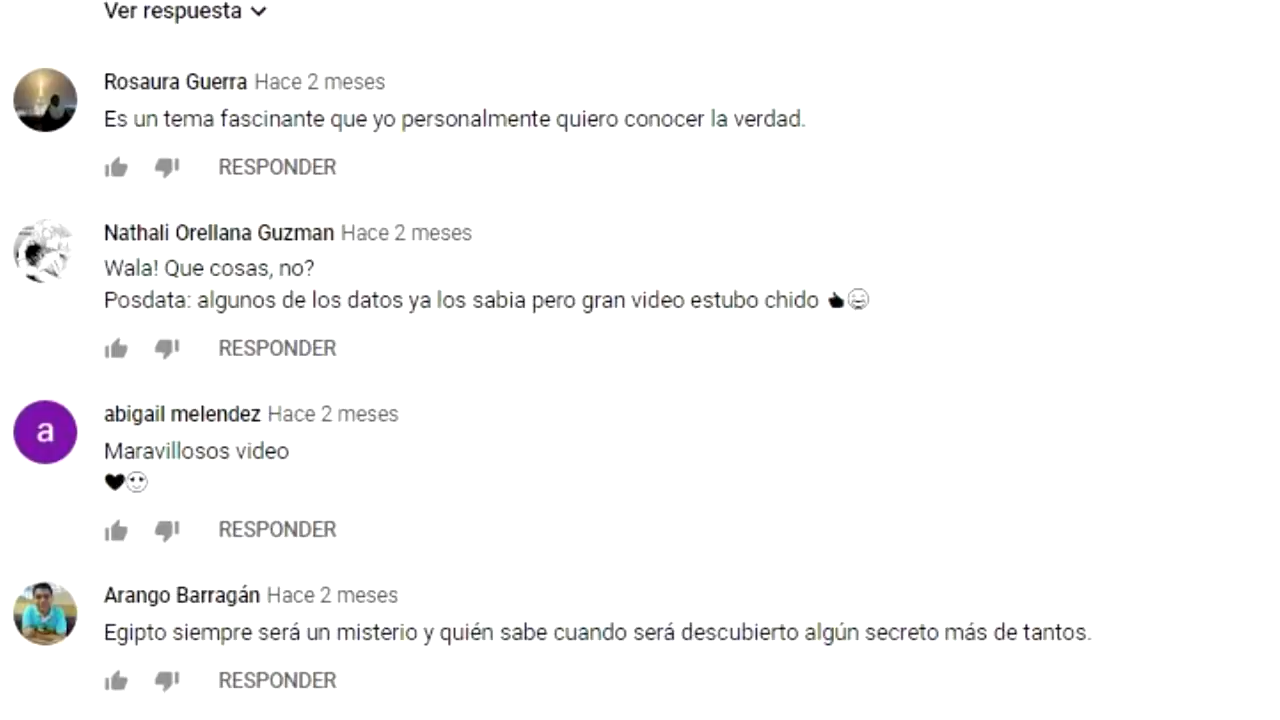 Ver respuesta
Rosaura Guerra Hace 2 meses
Es un tema fascinante que yo personalmente quiero conocer la verdad.
RESPONDER
Nathali Orellana Guzman Hace 2 meses
Wala! Que cosas, no?
Posdata: algunos de los datos ya los sabia pero gran video estubo chido
RESPONDER
a
abigail melendez Hace 2 meses
Maravillosos video
RESPONDER
Arango Barragán Hace 2 meses
Egipto siempre será un misterio y quién sabe cuando será descubierto algún secreto más de tantos.
RESPONDER